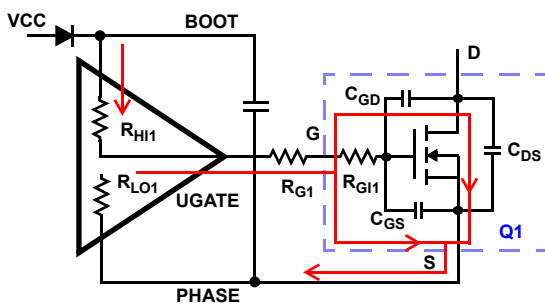 VCC
BOOT
D
CGD
RHI1
G
CDS
RLO1
RG1
RGI1
UGATE
CGS
Q1
S
PHASE